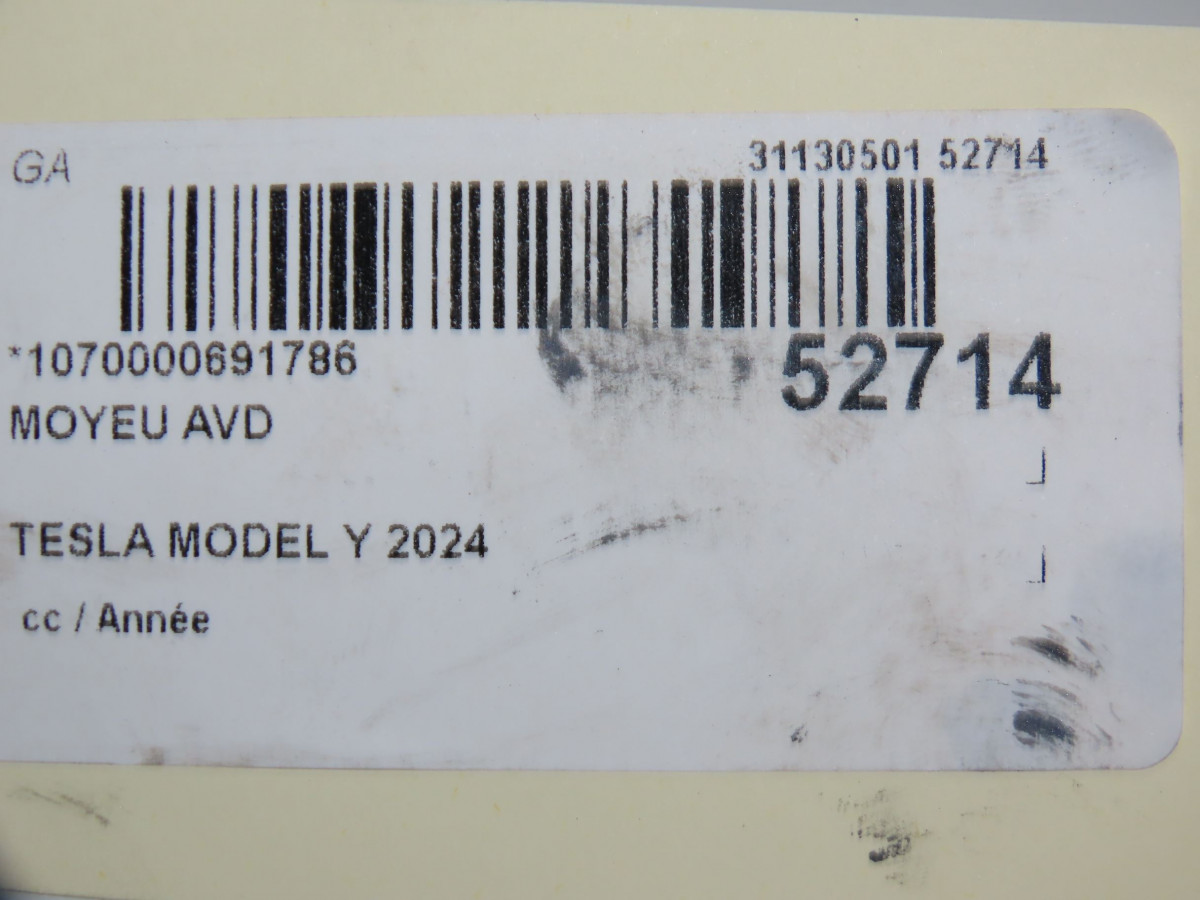 GA
31130501 52714
*1070000691786
52714
MOYEU AVD
TESLA MODEL Y 2024
cc / Année